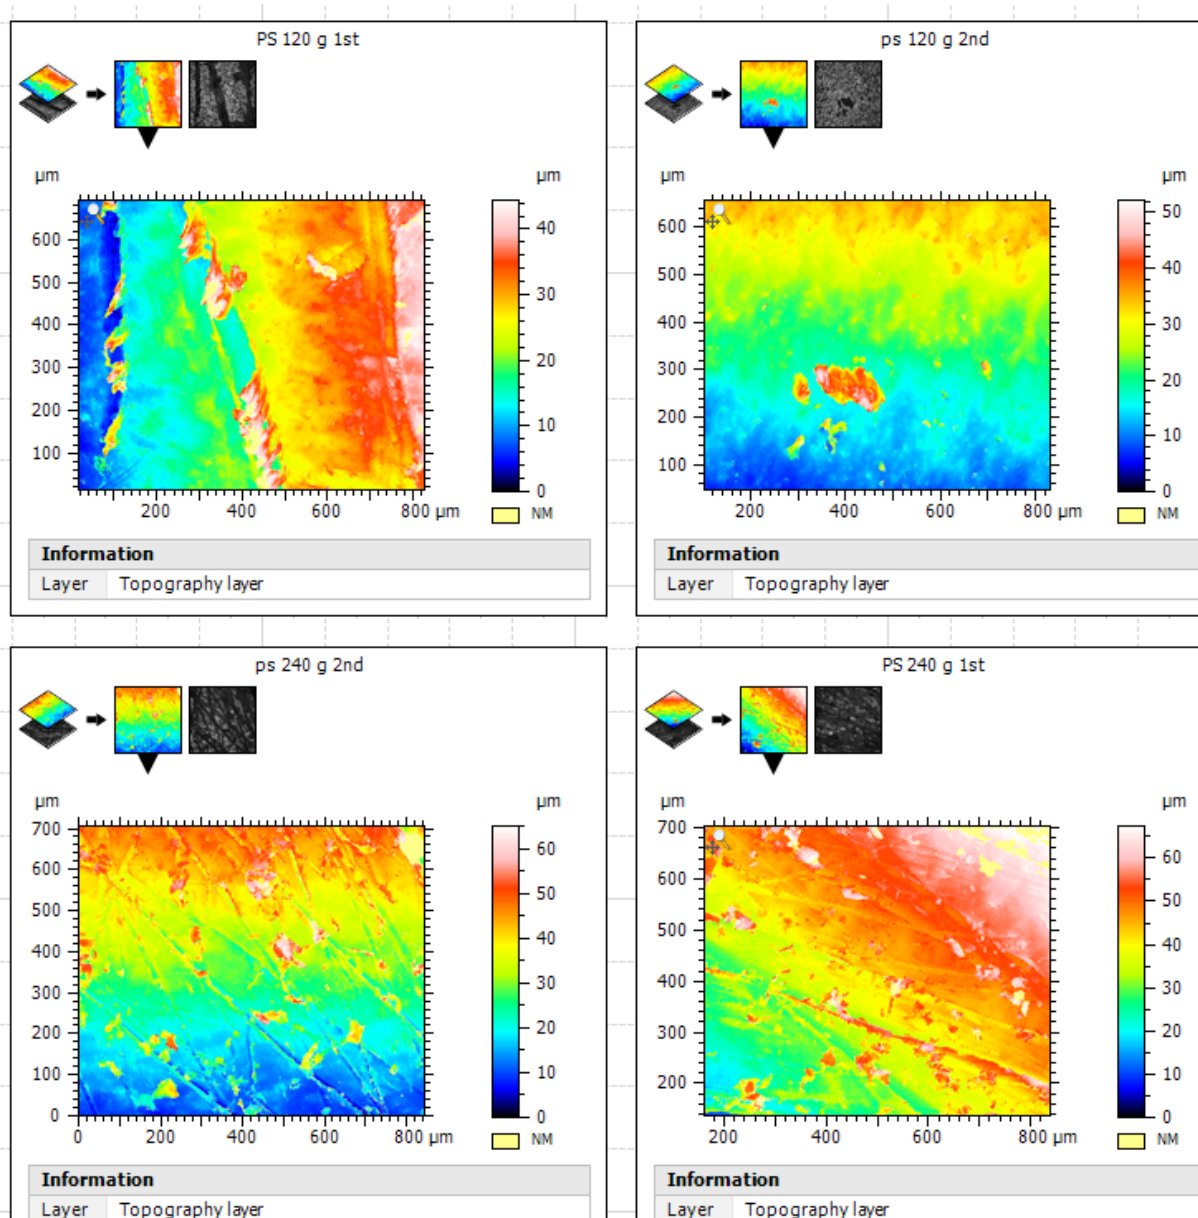 PS 120 g 1st
µm
µm
600
500
400
300
200
100
200 400 600 800 µm
40
30
20
10
0
NM
Information
Layer Topography layer
ps 120 g 2nd
µm
µm
600
500
400
300
200
100
200 400 600 800 µm
50
40
30
20
10
0
NM
Information
Layer Topography layer
ps 240 g 2nd
µm
µm
700
600
500
400
300
200
100
0
0 200 400 600 800 µm
60
50
40
30
20
10
0
NM
Information
Layer Topography layer
PS 240 g 1st
µm
µm
700
600
500
400
300
200
200 400 600 800 µm
60
50
40
30
20
10
0
NM
Information
Layer Topography layer